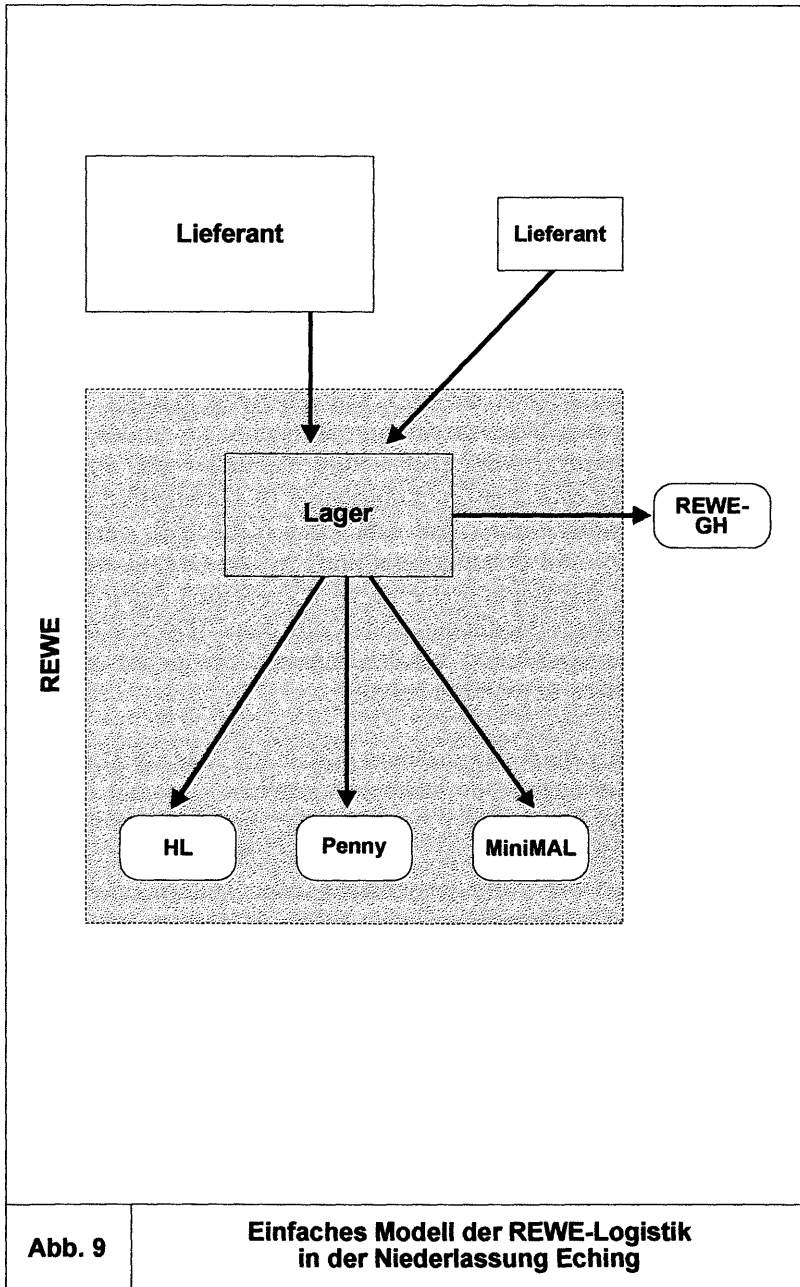 Lieferant
Lieferant
Lager
REWE-
GH
REWE
HL
Penny
MiniMAL
Abb. 9
Einfaches Modell der REWE-Logistik
in der Niederlassung Eching